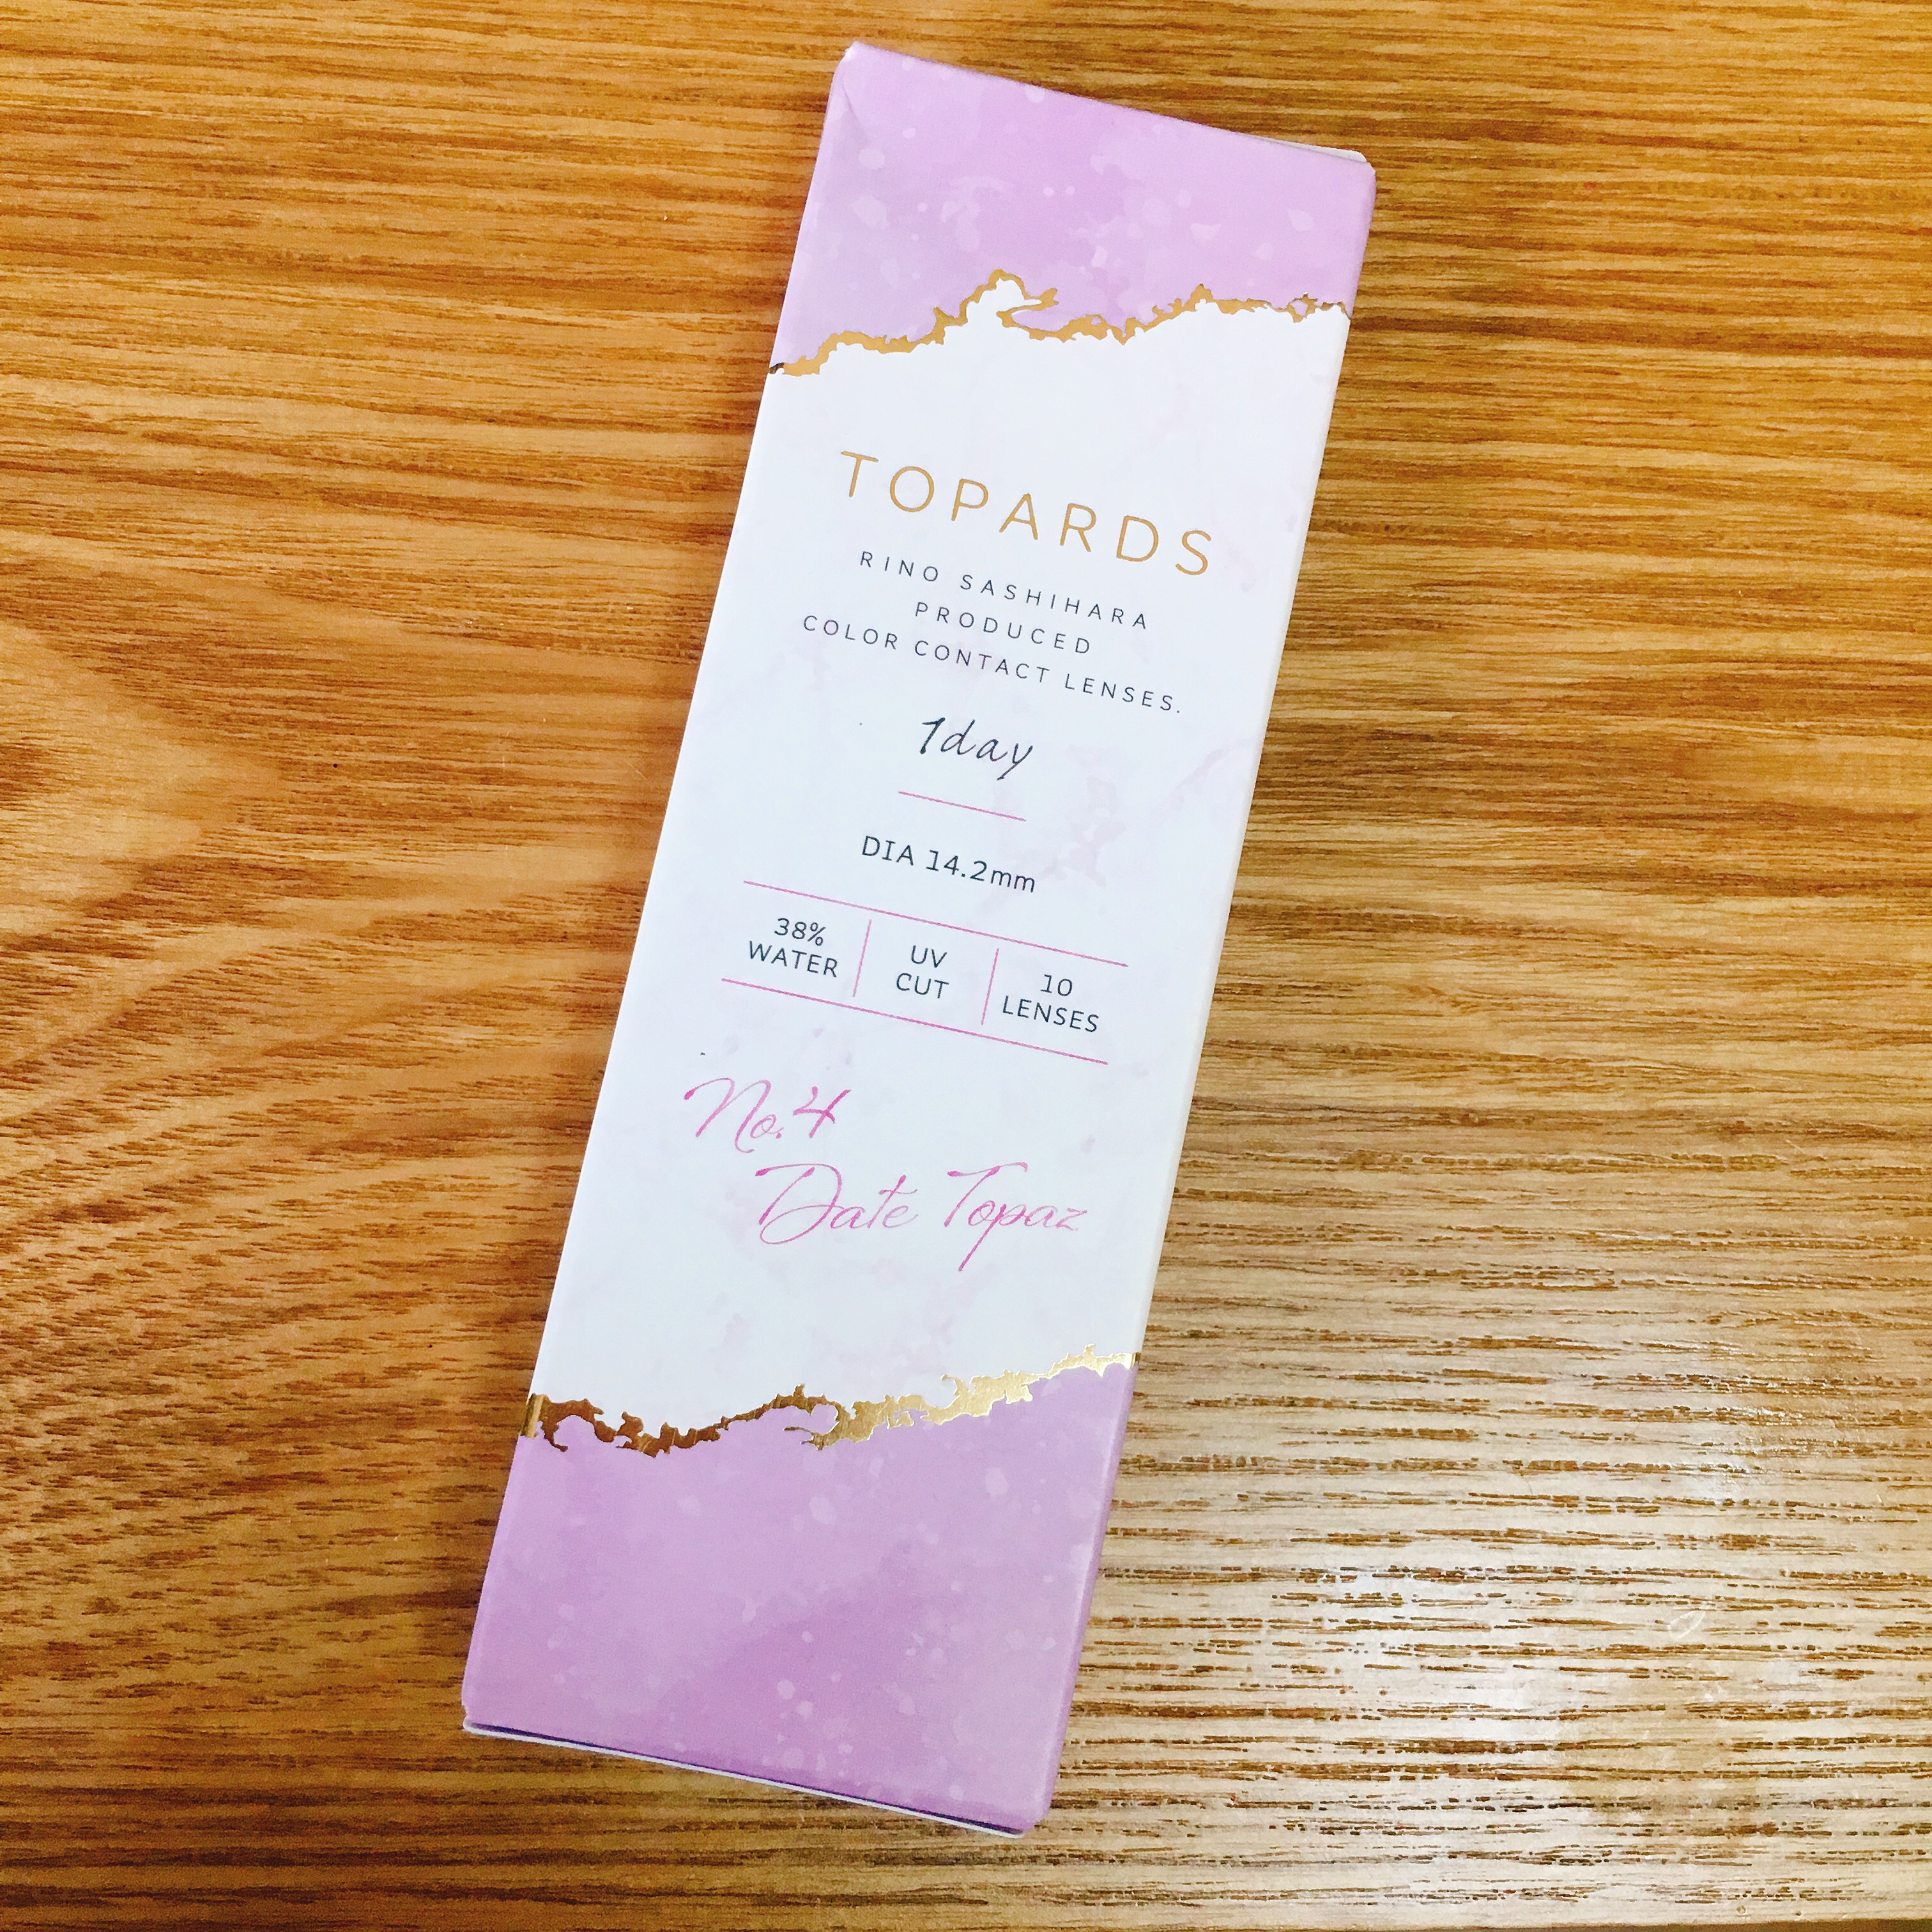 TOPARDS
RINO SASHIHARA
PRODUCED
COLOR CONTACT LENSES.
1day
DIA 14.2mm
38%
WATER
UV
CUT
10
LENSES
No.4
Date Topaz